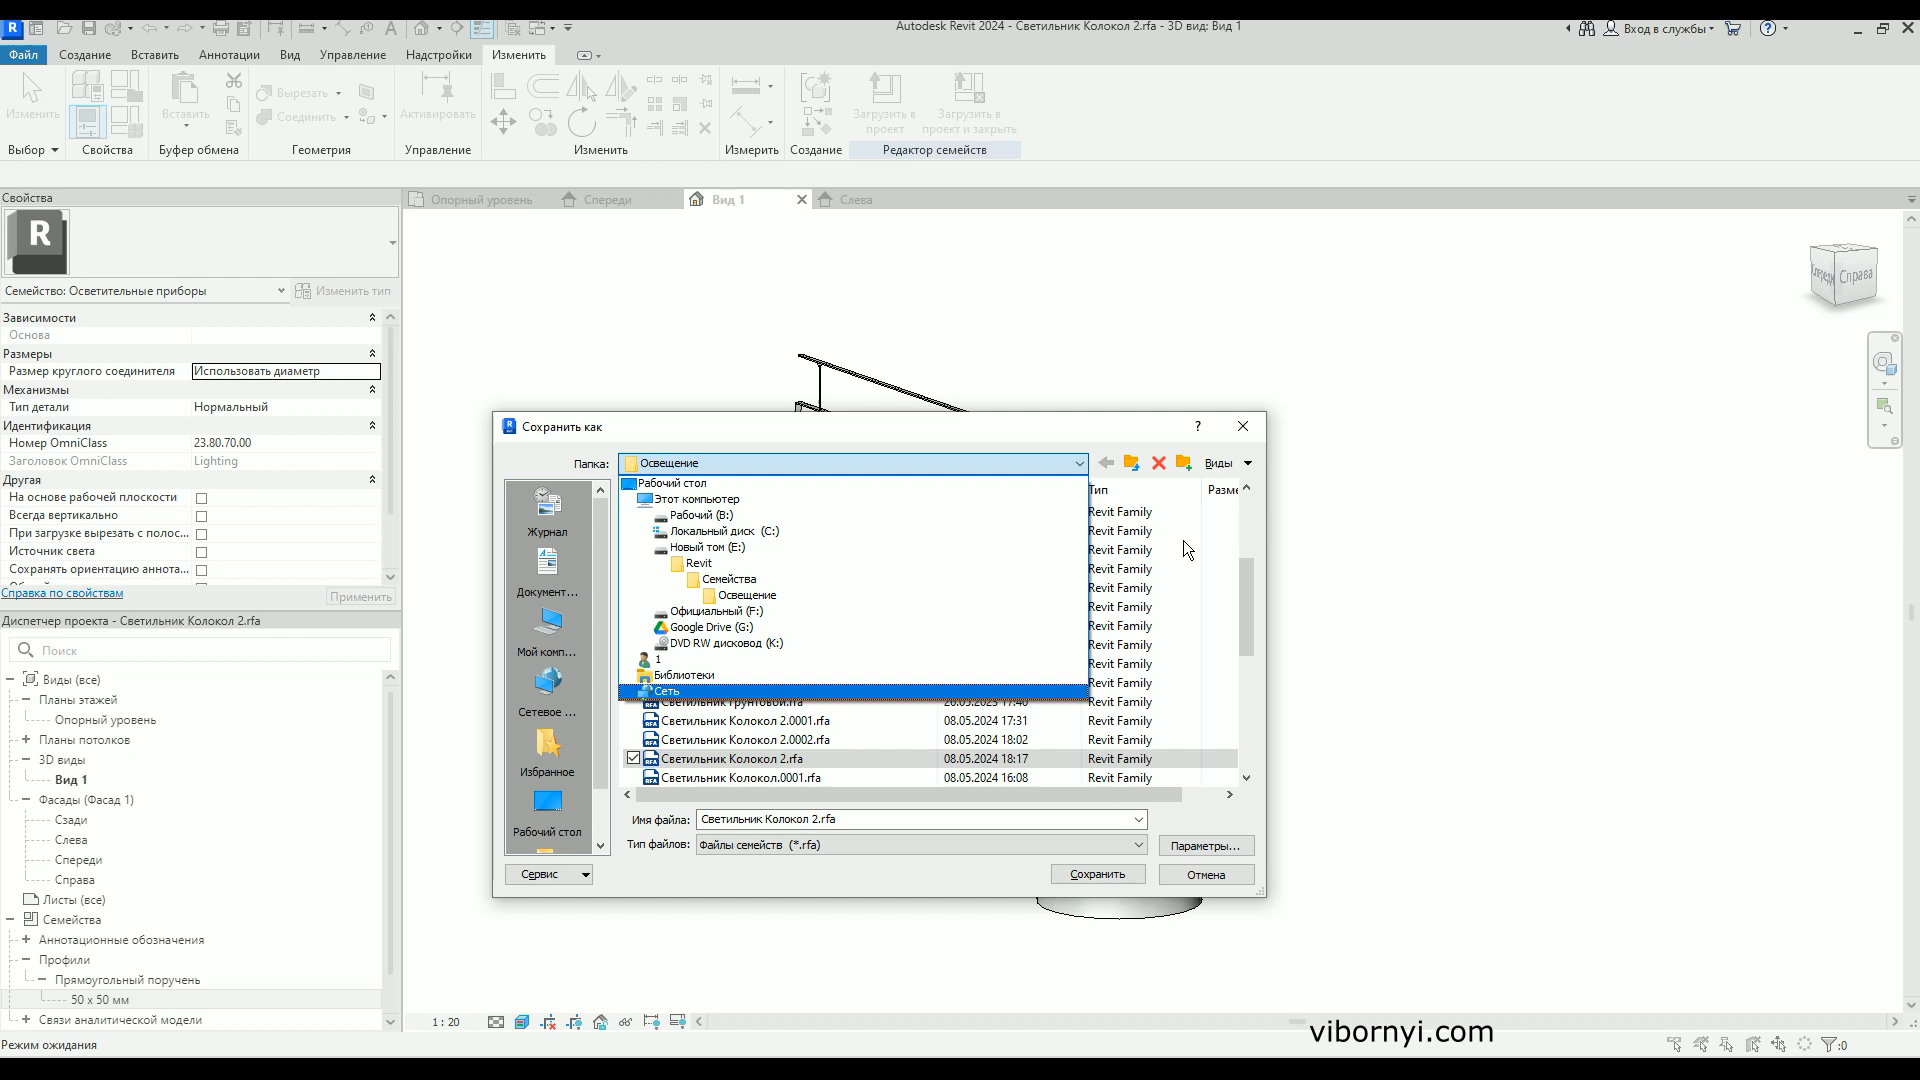 Autodesk Revit 2024 - Светильник Колокол 2.rfa - 3D вид: Вид 1
Вход в службы
Файл Создание Вставить Аннотации Вид Управление Надстройки Изменить
Изменить Вставить Вырезать Соединить Активировать Загрузить в проект Загрузить в проект и закрыть
Выбор Свойства Буфер обмена Геометрия Управление Изменить Измерить Создание Редактор семейств
Свойства
Опорный уровень Спереди Вид 1 Слева
R
Семейство: Осветительные приборы Изменить тип
Зависимости
Основа
Размеры
Размер круглого соединителя Использовать диаметр
Механизмы
Тип детали Нормальный
Идентификация
Номер OmniClass 23.80.70.00
Заголовок OmniClass Lighting
Другая
На основе рабочей плоскости
Всегда вертикально
При загрузке вырезать с полос...
Источник света
Сохранять ориентацию аннота...
Справка по свойствам Применить
Диспетчер проекта - Светильник Колокол 2.rfa
Поиск
Виды (все)
Планы этажей
Опорный уровень
Планы потолков
3D виды
Вид 1
Фасады (Фасад 1)
Сзади
Слева
Спереди
Справа
Листы (все)
Семейства
Аннотационные обозначения
Профили
Прямоугольный поручень
50 x 50 мм
Связи аналитической модели
Режим ожидания
Спереди Справа
Сохранить как
Папка: Освещение Виды
Журнал
Документ...
Мой комп...
Сетевое ...
Избранное
Рабочий стол
Рабочий стол
Этот компьютер
Рабочий (B:)
Локальный диск (C:)
Новый том (E:)
Revit
Семейства
Освещение
Официальный (F:)
Google Drive (G:)
DVD RW дисковод (K:)
1
Библиотеки
Сеть
Тип Разме
Revit Family
Revit Family
Revit Family
Revit Family
Revit Family
Revit Family
Revit Family
Revit Family
Revit Family
Revit Family
Светильник Грунтовой.rfa 20.05.2023 17:40 Revit Family
Светильник Колокол 2.0001.rfa 08.05.2024 17:31 Revit Family
Светильник Колокол 2.0002.rfa 08.05.2024 18:02 Revit Family
Светильник Колокол 2.rfa 08.05.2024 18:17 Revit Family
Светильник Колокол.0001.rfa 08.05.2024 16:08 Revit Family
Имя файла: Светильник Колокол 2.rfa
Тип файлов: Файлы семейств (*.rfa) Параметры...
Сервис Сохранить Отмена
1 : 20
vibornyi.com
:0